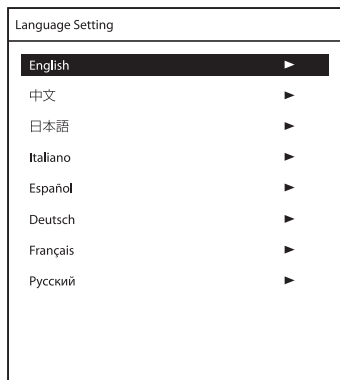 Language Setting
English
中文
日本語
Italiano
Español
Deutsch
Français
Русский